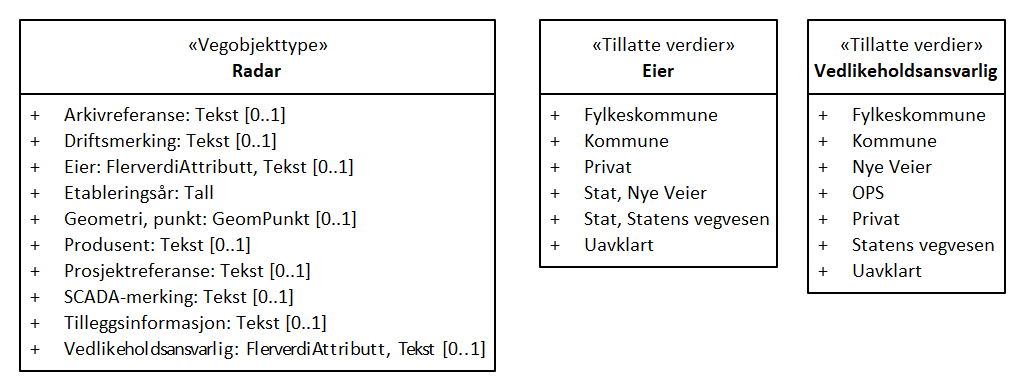 «Vegobjekttype»
Radar
+ Arkivreferanse: Tekst [0..1]
+ Driftsmerking: Tekst [0..1]
+ Eier: FlerverdiAttributt, Tekst [0..1]
+ Etableringsår: Tall
+ Geometri, punkt: GeomPunkt [0..1]
+ Produsent: Tekst [0..1]
+ Prosjektreferanse: Tekst [0..1]
+ SCADA-merking: Tekst [0..1]
+ Tilleggsinformasjon: Tekst [0..1]
+ Vedlikeholdsansvarlig: FlerverdiAttributt, Tekst [0..1]
«Tillatte verdier»
Eier
+ Fylkeskommune
+ Kommune
+ Privat
+ Stat, Nye Veier
+ Stat, Statens vegvesen
+ Uavklart
«Tillatte verdier»
Vedlikeholdsansvarlig
+ Fylkeskommune
+ Kommune
+ Nye Veier
+ OPS
+ Privat
+ Statens vegvesen
+ Uavklart